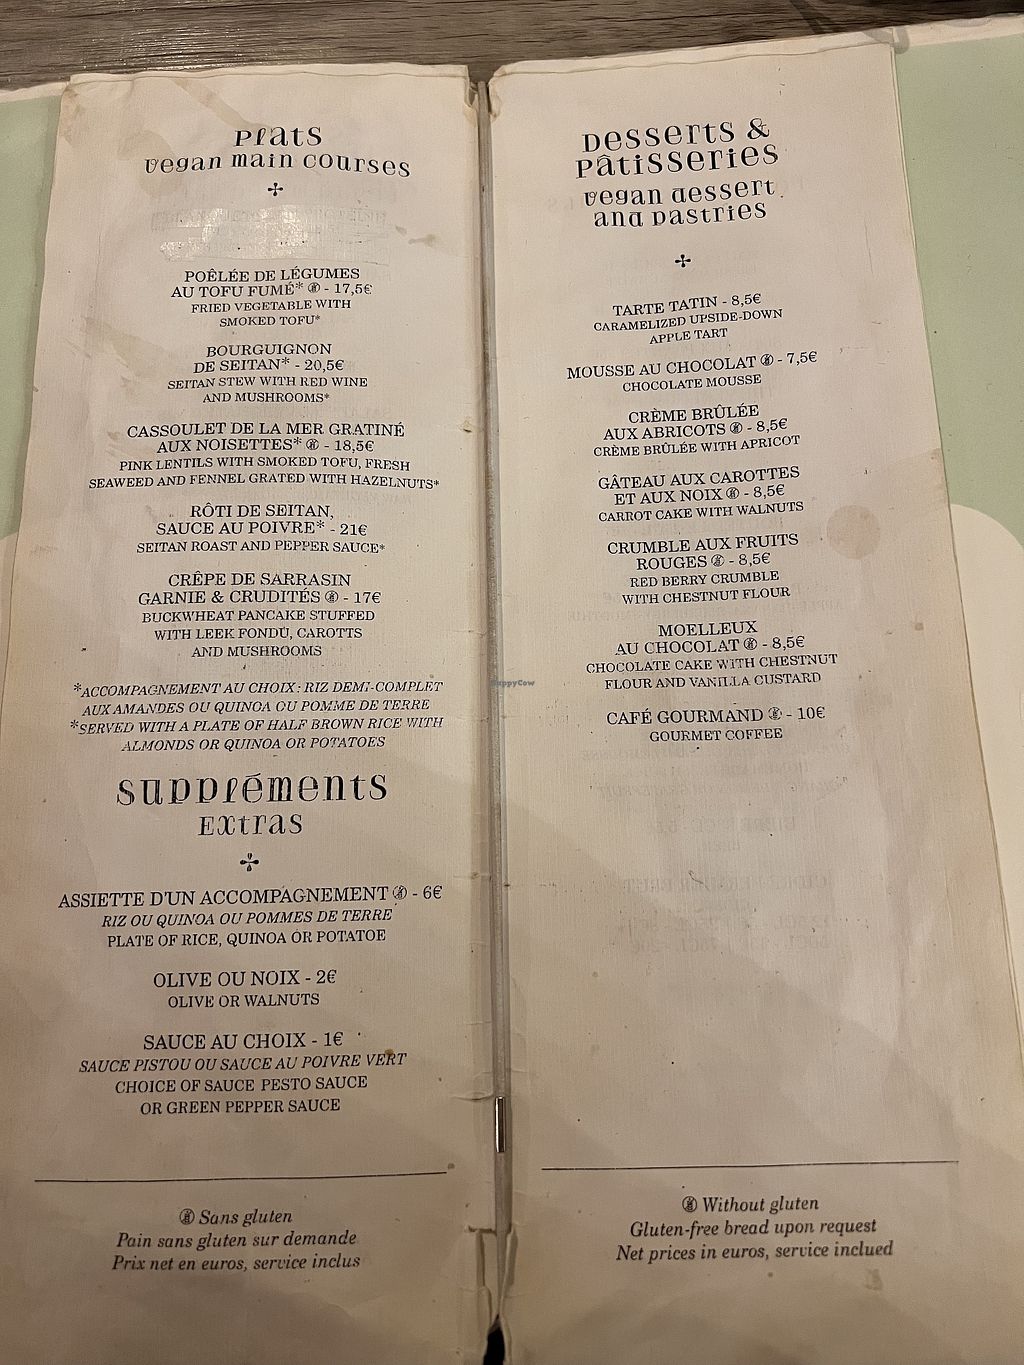 Plats
vegan main courses
POÊLÉE DE LÉGUMES
AU TOFU FUMÉ* - 17,5€
FRIED VEGETABLE WITH
SMOKED TOFU*
BOURGUIGNON
DE SEITAN* - 20,5€
SEITAN STEW WITH RED WINE
AND MUSHROOMS*
CASSOULET DE LA MER GRATINÉ
AUX NOISETTES* - 18,5€
PINK LENTILS WITH SMOKED TOFU, FRESH
SEAWEED AND FENNEL GRATED WITH HAZELNUTS*
RÔTI DE SEITAN,
SAUCE AU POIVRE* - 21€
SEITAN ROAST AND PEPPER SAUCE*
CRÊPE DE SARRASIN
GARNIE & CRUDITÉS - 17€
BUCKWHEAT PANCAKE STUFFED
WITH LEEK FONDU, CAROTTS
AND MUSHROOMS
*ACCOMPAGNEMENT AU CHOIX : RIZ DEMI-COMPLET
AUX AMANDES OU QUINOA OU POMME DE TERRE
*SERVED WITH A PLATE OF HALF BROWN RICE WITH
ALMONDS OR QUINOA OR POTATOES
Suppléments
Extras
ASSIETTE D'UN ACCOMPAGNEMENT - 6€
RIZ OU QUINOA OU POMMES DE TERRE
PLATE OF RICE, QUINOA OR POTATOE
OLIVE OU NOIX - 2€
OLIVE OR WALNUTS
SAUCE AU CHOIX - 1€
SAUCE PISTOU OU SAUCE AU POIVRE VERT
CHOICE OF SAUCE PESTO SAUCE
OR GREEN PEPPER SAUCE
Sans gluten
Pain sans gluten sur demande
Prix net en euros, service inclus
Desserts &
Pâtisseries
vegan dessert
and pastries
TARTE TATIN - 8,5€
CARAMELIZED UPSIDE-DOWN
APPLE TART
MOUSSE AU CHOCOLAT - 7,5€
CHOCOLATE MOUSSE
CRÈME BRÛLÉE
AUX ABRICOTS - 8,5€
CRÈME BRÛLÉE WITH APRICOT
GÂTEAU AUX CAROTTES
ET AUX NOIX - 8,5€
CARROT CAKE WITH WALNUTS
CRUMBLE AUX FRUITS
ROUGES - 8,5€
RED BERRY CRUMBLE
WITH CHESTNUT FLOUR
MOELLEUX
AU CHOCOLAT - 8,5€
CHOCOLATE CAKE WITH CHESTNUT
FLOUR AND VANILLA CUSTARD
CAFÉ GOURMAND - 10€
GOURMET COFFEE
Without gluten
Gluten-free bread upon request
Net prices in euros, service included
HappyCow